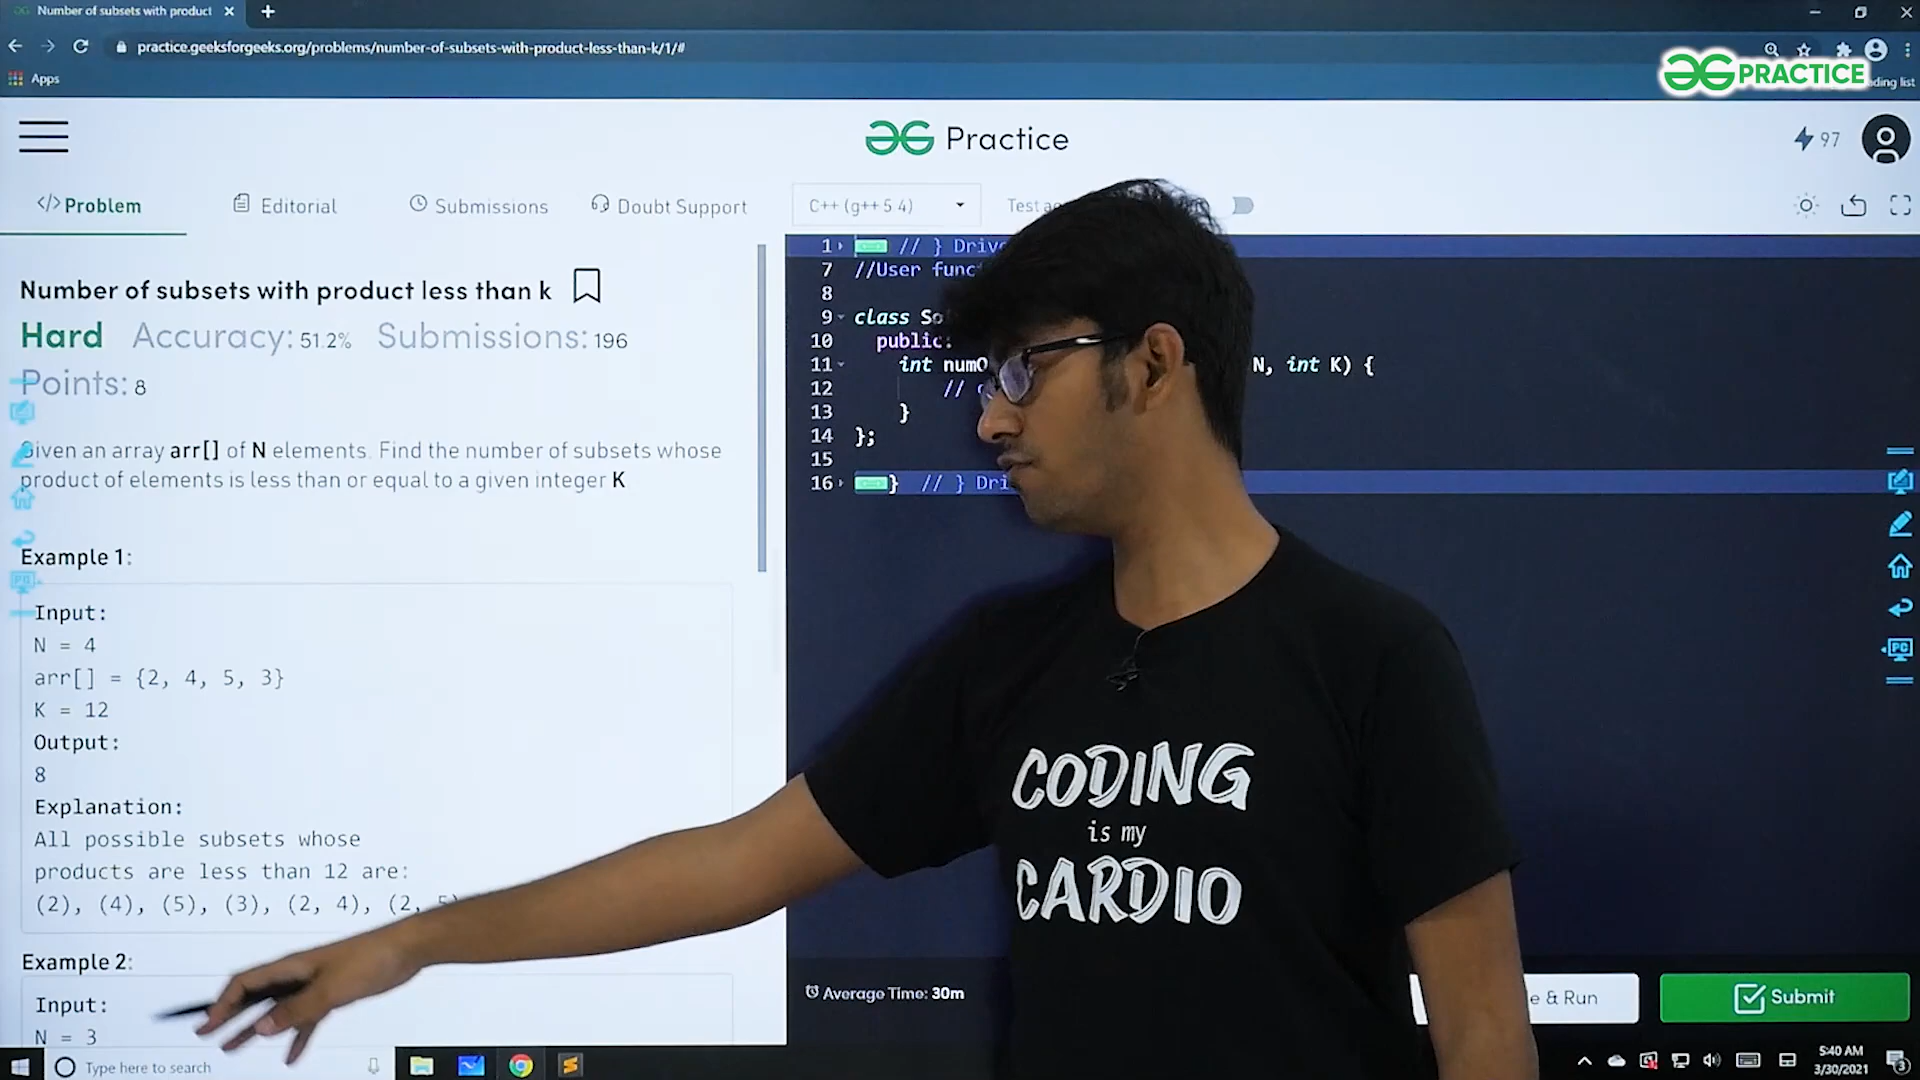 Number of subsets with product
practice.geeksforgeeks.org/problems/number-of-subsets-with-product-less-than-k/1/#
Apps
PRACTICE
ding list
Practice
97
</>Problem
Editorial
Submissions
Doubt Support
C++ (g++ 5.4)
Test
Number of subsets with product less than k
Hard Accuracy: 51.2% Submissions: 196
Points: 8
Given an array arr[] of N elements. Find the number of subsets whose
product of elements is less than or equal to a given integer K
Example 1:
Input:
N = 4
arr[] = {2, 4, 5, 3}
K = 12
Output:
8
Explanation:
All possible subsets whose
products are less than 12 are:
(2), (4), (5), (3), (2, 4), (2, 5)
Example 2:
Input:
N = 3
1 // } Drive
7 //User func
8
9 class So
10 public:
11 int numO N, int K) {
12 // c
13 }
14 };
15
16 } // } Dri
CODING
is my
CARDIO
Average Time: 30m
e & Run
Submit
Type here to search
5:40 AM
3/30/2021
3